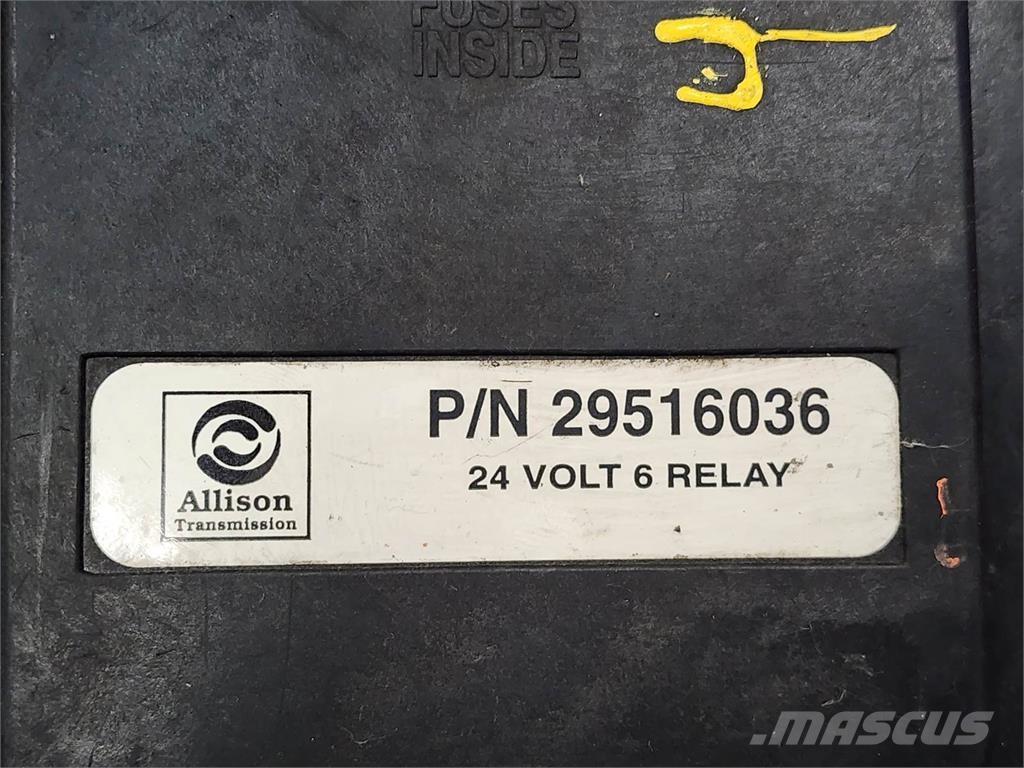 FUSES
INSIDE
P/N 29516036
24 VOLT 6 RELAY
Allison
Transmission
MASCUS